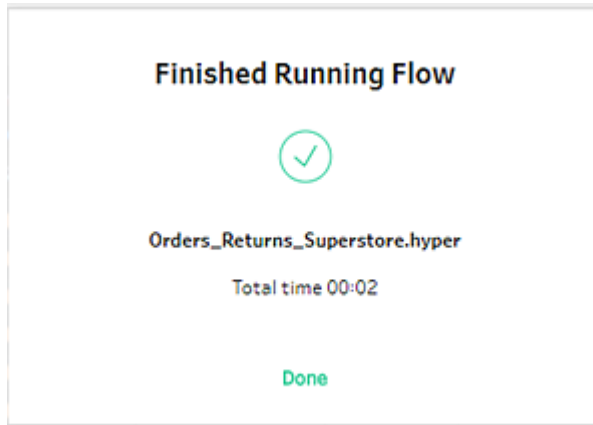 Finished Running Flow
Orders_Returns_Superstore.hyper
Total time 00:02
Done